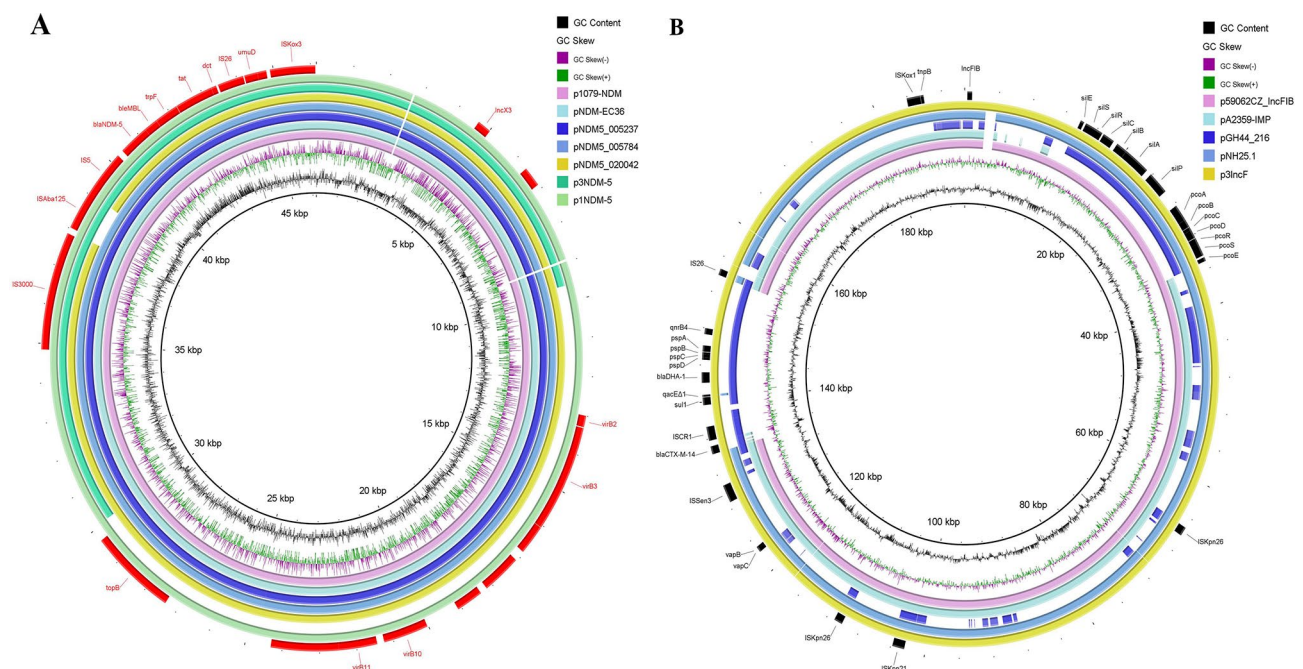 A
GC Content
GC Skew
GC Skew(-)
GC Skew(+)
p1079-NDM
pNDM-EC36
pNDM5_005237
pNDM5_005784
pNDM5_020042
p3NDM-5
p1NDM-5
ISKox3
umuD
IS26
dct
tat
trpF
bleMBL
blaNDM-5
IS5
ISAba125
IS3000
IncX3
virB2
virB3
virB10
virB11
topB
45 kbp
5 kbp
10 kbp
15 kbp
20 kbp
25 kbp
30 kbp
35 kbp
40 kbp
B
GC Content
GC Skew
GC Skew(-)
GC Skew(+)
p59062CZ_IncFIB
pA2359-IMP
pGH44_216
pNH25.1
p3IncF
ISKox1
tnpB
IncFIB
silE
silS
silR
silC
silB
silA
silP
pcoA
pcoB
pcoC
pcoD
pcoR
pcoS
pcoE
IS26
qnrB4
pspA
pspB
pspC
pspD
blaDHA-1
qacEΔ1
sul1
ISCR1
blaCTX-M-14
ISSen3
vapB
vapC
ISKpn26
ISKpn21
ISKpn26
180 kbp
20 kbp
160 kbp
40 kbp
140 kbp
60 kbp
120 kbp
80 kbp
100 kbp